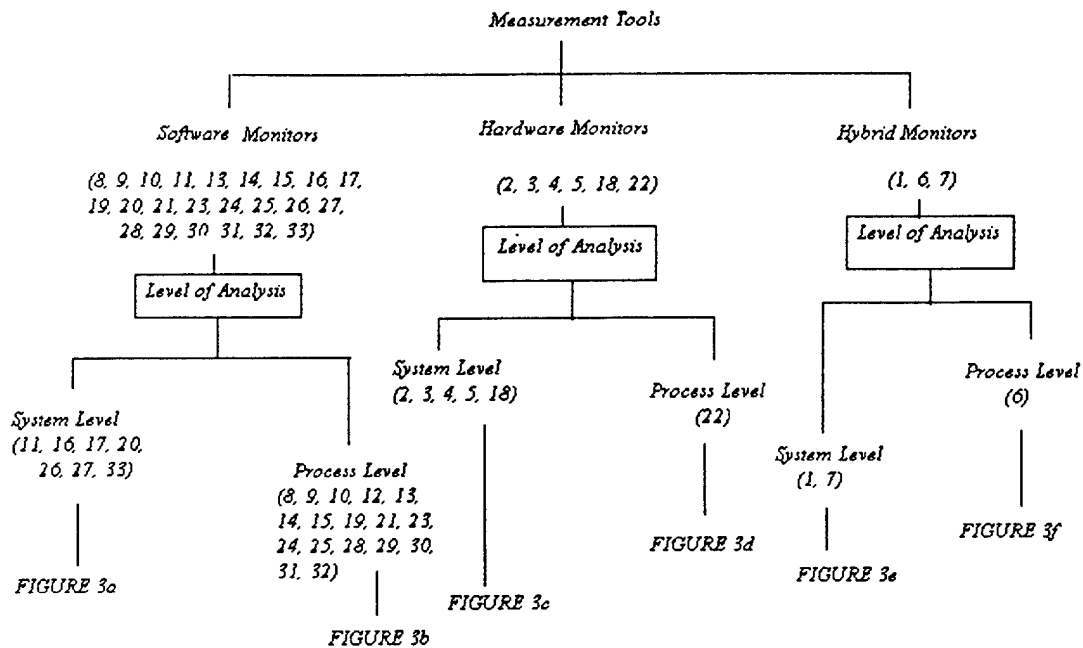 Measurement Tools
Software Monitors
(8, 9, 10, 11, 13, 14, 15, 16, 17,
19, 20, 21, 23, 24, 25, 26, 27,
28, 29, 30 31, 32, 33)
Level of Analysis
System Level
(11, 16, 17, 20,
26, 27, 33)
FIGURE 3a
Process Level
(8, 9, 10, 12, 13,
14, 15, 19, 21, 23,
24, 25, 28, 29, 30,
31, 32)
FIGURE 3b
Hardware Monitors
(2, 3, 4, 5, 18, 22)
Level of Analysis
System Level
(2, 3, 4, 5, 18)
FIGURE 3c
Process Level
(22)
FIGURE 3d
Hybrid Monitors
(1, 6, 7)
Level of Analysis
System Level
(1, 7)
FIGURE 3e
Process Level
(6)
FIGURE 3f